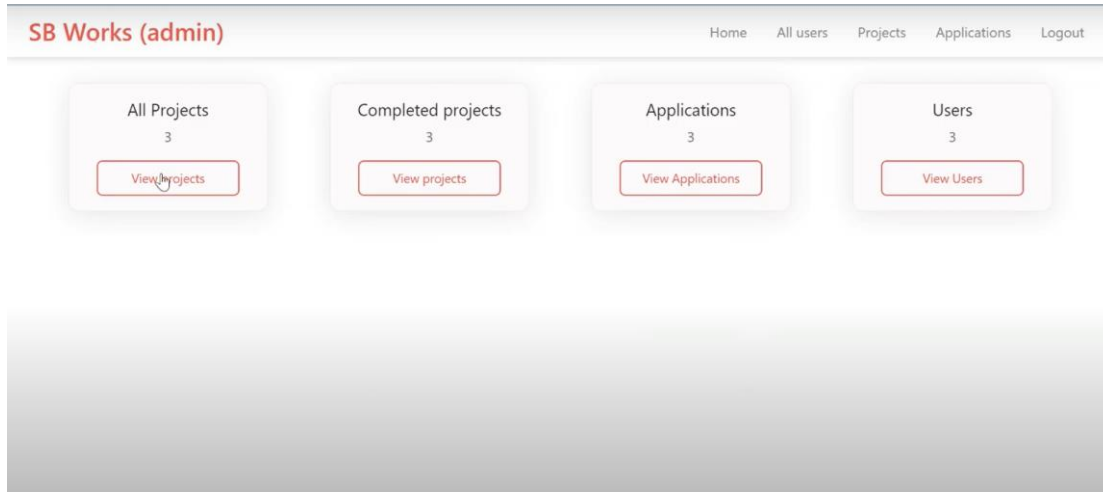 SB Works (admin)
Home All users Projects Applications Logout
All Projects
3
View projects
Completed projects
3
View projects
Applications
3
View Applications
Users
3
View Users